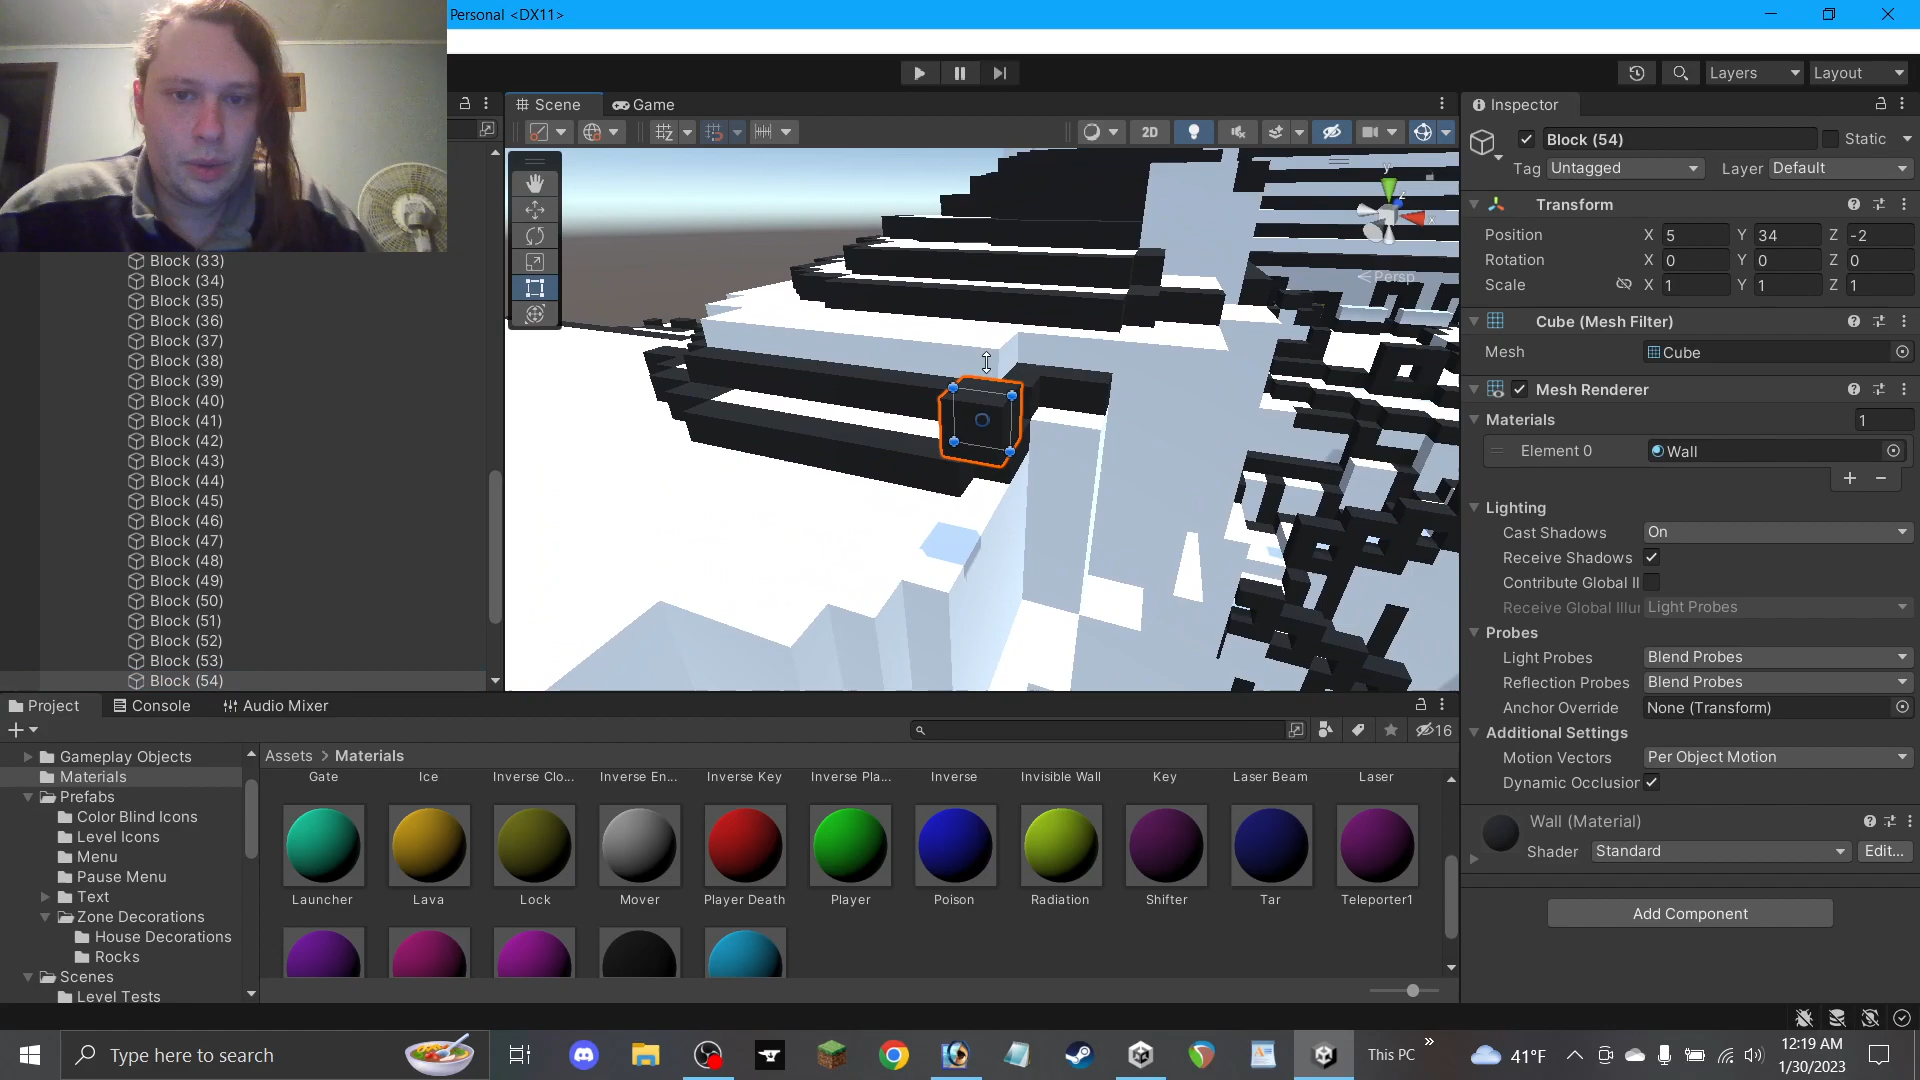 Personal <DX11>
Layers
Layout
Scene
Game
2D
y
z
x
Persp
Block (33)
Block (34)
Block (35)
Block (36)
Block (37)
Block (38)
Block (39)
Block (40)
Block (41)
Block (42)
Block (43)
Block (44)
Block (45)
Block (46)
Block (47)
Block (48)
Block (49)
Block (50)
Block (51)
Block (52)
Block (53)
Block (54)
Inspector
Block (54)
Static
Tag Untagged Layer Default
Transform
Position X 5 Y 34 Z -2
Rotation X 0 Y 0 Z 0
Scale X 1 Y 1 Z 1
Cube (Mesh Filter)
Mesh Cube
Mesh Renderer
Materials 1
Element 0 Wall
Lighting
Cast Shadows On
Receive Shadows
Contribute Global Il
Receive Global Illur Light Probes
Probes
Light Probes Blend Probes
Reflection Probes Blend Probes
Anchor Override None (Transform)
Additional Settings
Motion Vectors Per Object Motion
Dynamic Occlusior
Wall (Material)
Shader Standard Edit...
Add Component
Project Console Audio Mixer
16
Gameplay Objects
Materials
Prefabs
Color Blind Icons
Level Icons
Menu
Pause Menu
Text
Zone Decorations
House Decorations
Rocks
Scenes
Level Tests
Assets > Materials
Gate Ice Inverse Clo... Inverse En... Inverse Key Inverse Pla... Inverse Invisible Wall Key Laser Beam Laser
Launcher Lava Lock Mover Player Death Player Poison Radiation Shifter Tar Teleporter1
Type here to search
This PC
41°F
12:19 AM
1/30/2023